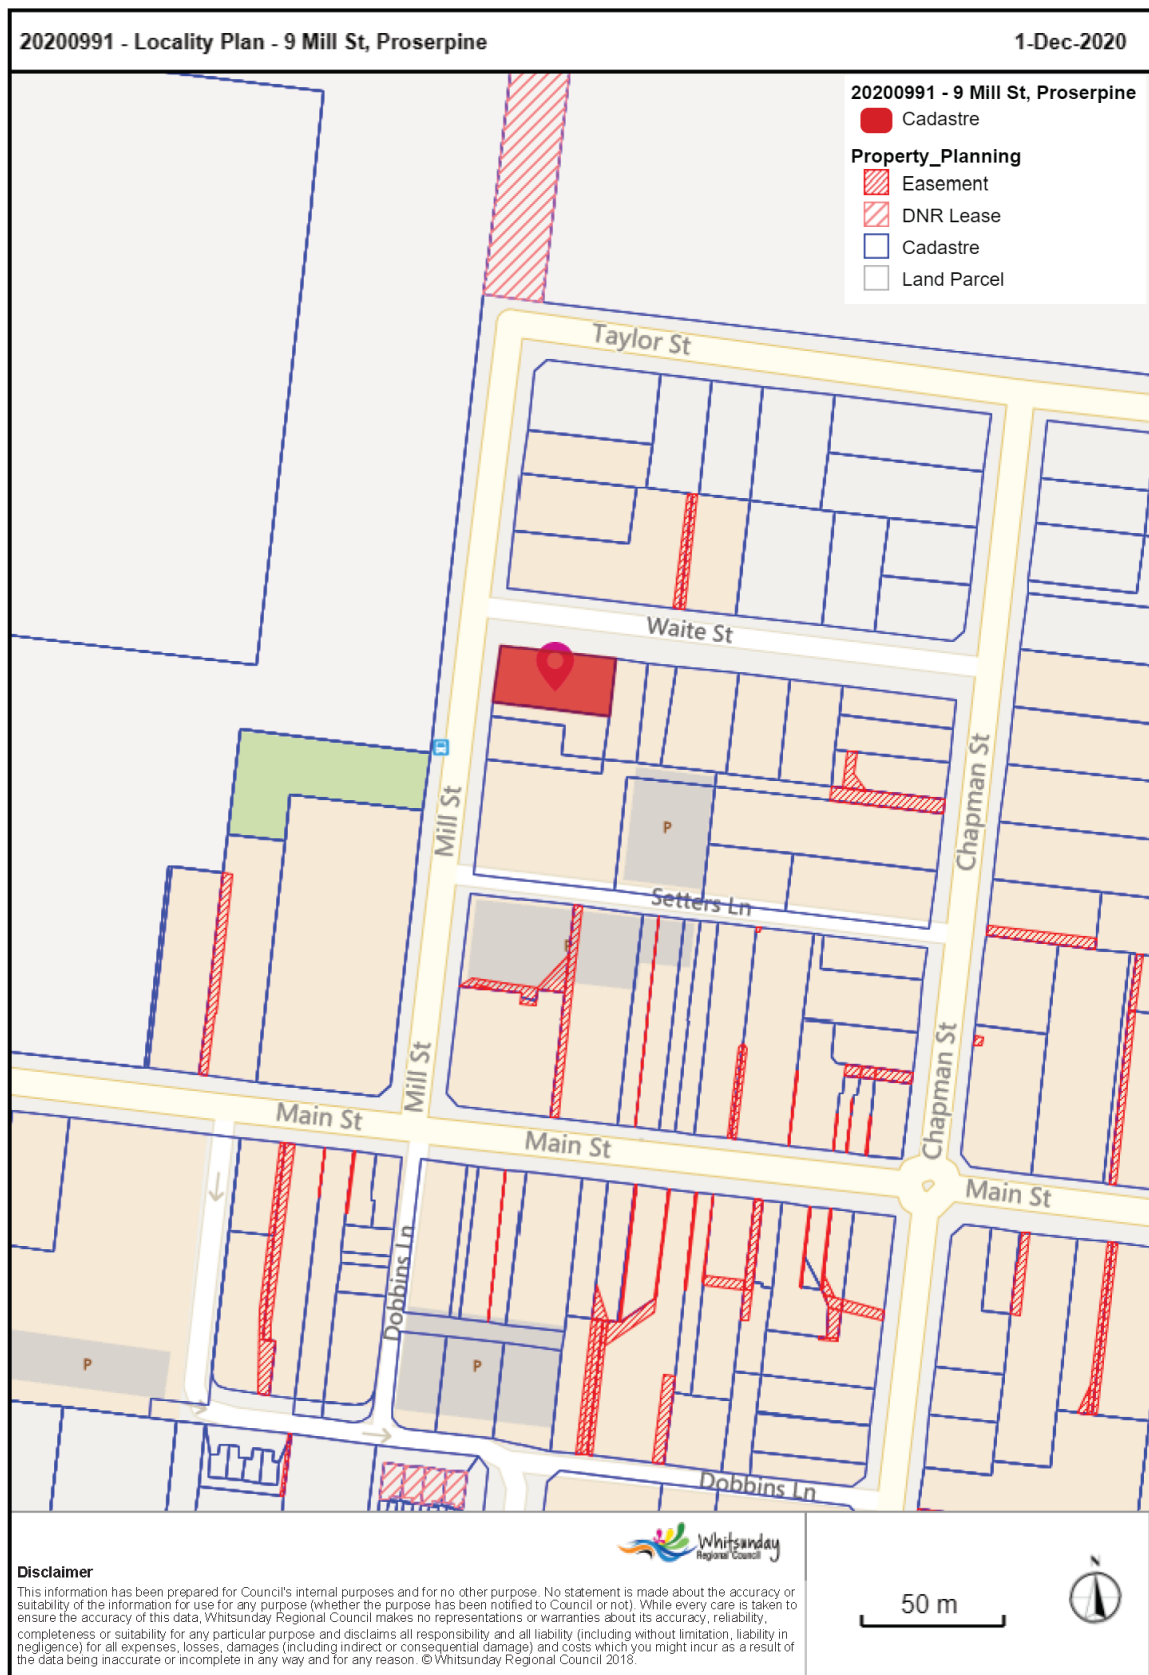 20200991 - Locality Plan - 9 Mill St, Proserpine
1-Dec-2020
20200991 - 9 Mill St, Proserpine
Cadastre
Property_Planning
Easement
DNR Lease
Cadastre
Land Parcel
Taylor St
Waite St
Mill St
Chapman St
P
Setters Ln
P
Mill St
Chapman St
Main St
Main St
Main St
Dobbins Ln
P
P
Dobbins Ln
Whitsunday
Regional Council
Disclaimer
This information has been prepared for Council's internal purposes and for no other purpose. No statement is made about the accuracy or
suitability of the information for use for any purpose (whether the purpose has been notified to Council or not). While every care is taken to
ensure the accuracy of this data, Whitsunday Regional Council makes no representations or warranties about its accuracy, reliability,
completeness or suitability for any particular purpose and disclaims all responsibility and all liability (including without limitation, liability in
negligence) for all expenses, losses, damages (including indirect or consequential damage) and costs which you might incur as a result of
the data being inaccurate or incomplete in any way and for any reason. © Whitsunday Regional Council 2018.
50 m
N